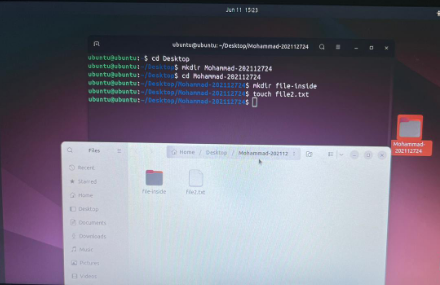 Jun 11 15:23
ubuntu@ubuntu: ~/Desktop/Mohammad-202112724
ubuntu@ubuntu: $ cd Desktop
ubuntu@ubuntu:~/Desktop$ mkdir Mohammad-202112724
ubuntu@ubuntu:~/Desktop$ cd Mohammad-202112724
ubuntu@ubuntu:~/Desktop/Mohammad-202112724$ mkdir file-inside
ubuntu@ubuntu:~/Desktop/Mohammad-202112724$ touch file2.txt
ubuntu@ubuntu:~/Desktop/Mohammad-202112724$
Mohammad-
202112724
Files
Home / Desktop / Mohammad-202112...
Recent
Starred
Home
Desktop
Documents
Downloads
Music
Pictures
Videos
file-inside
file2.txt